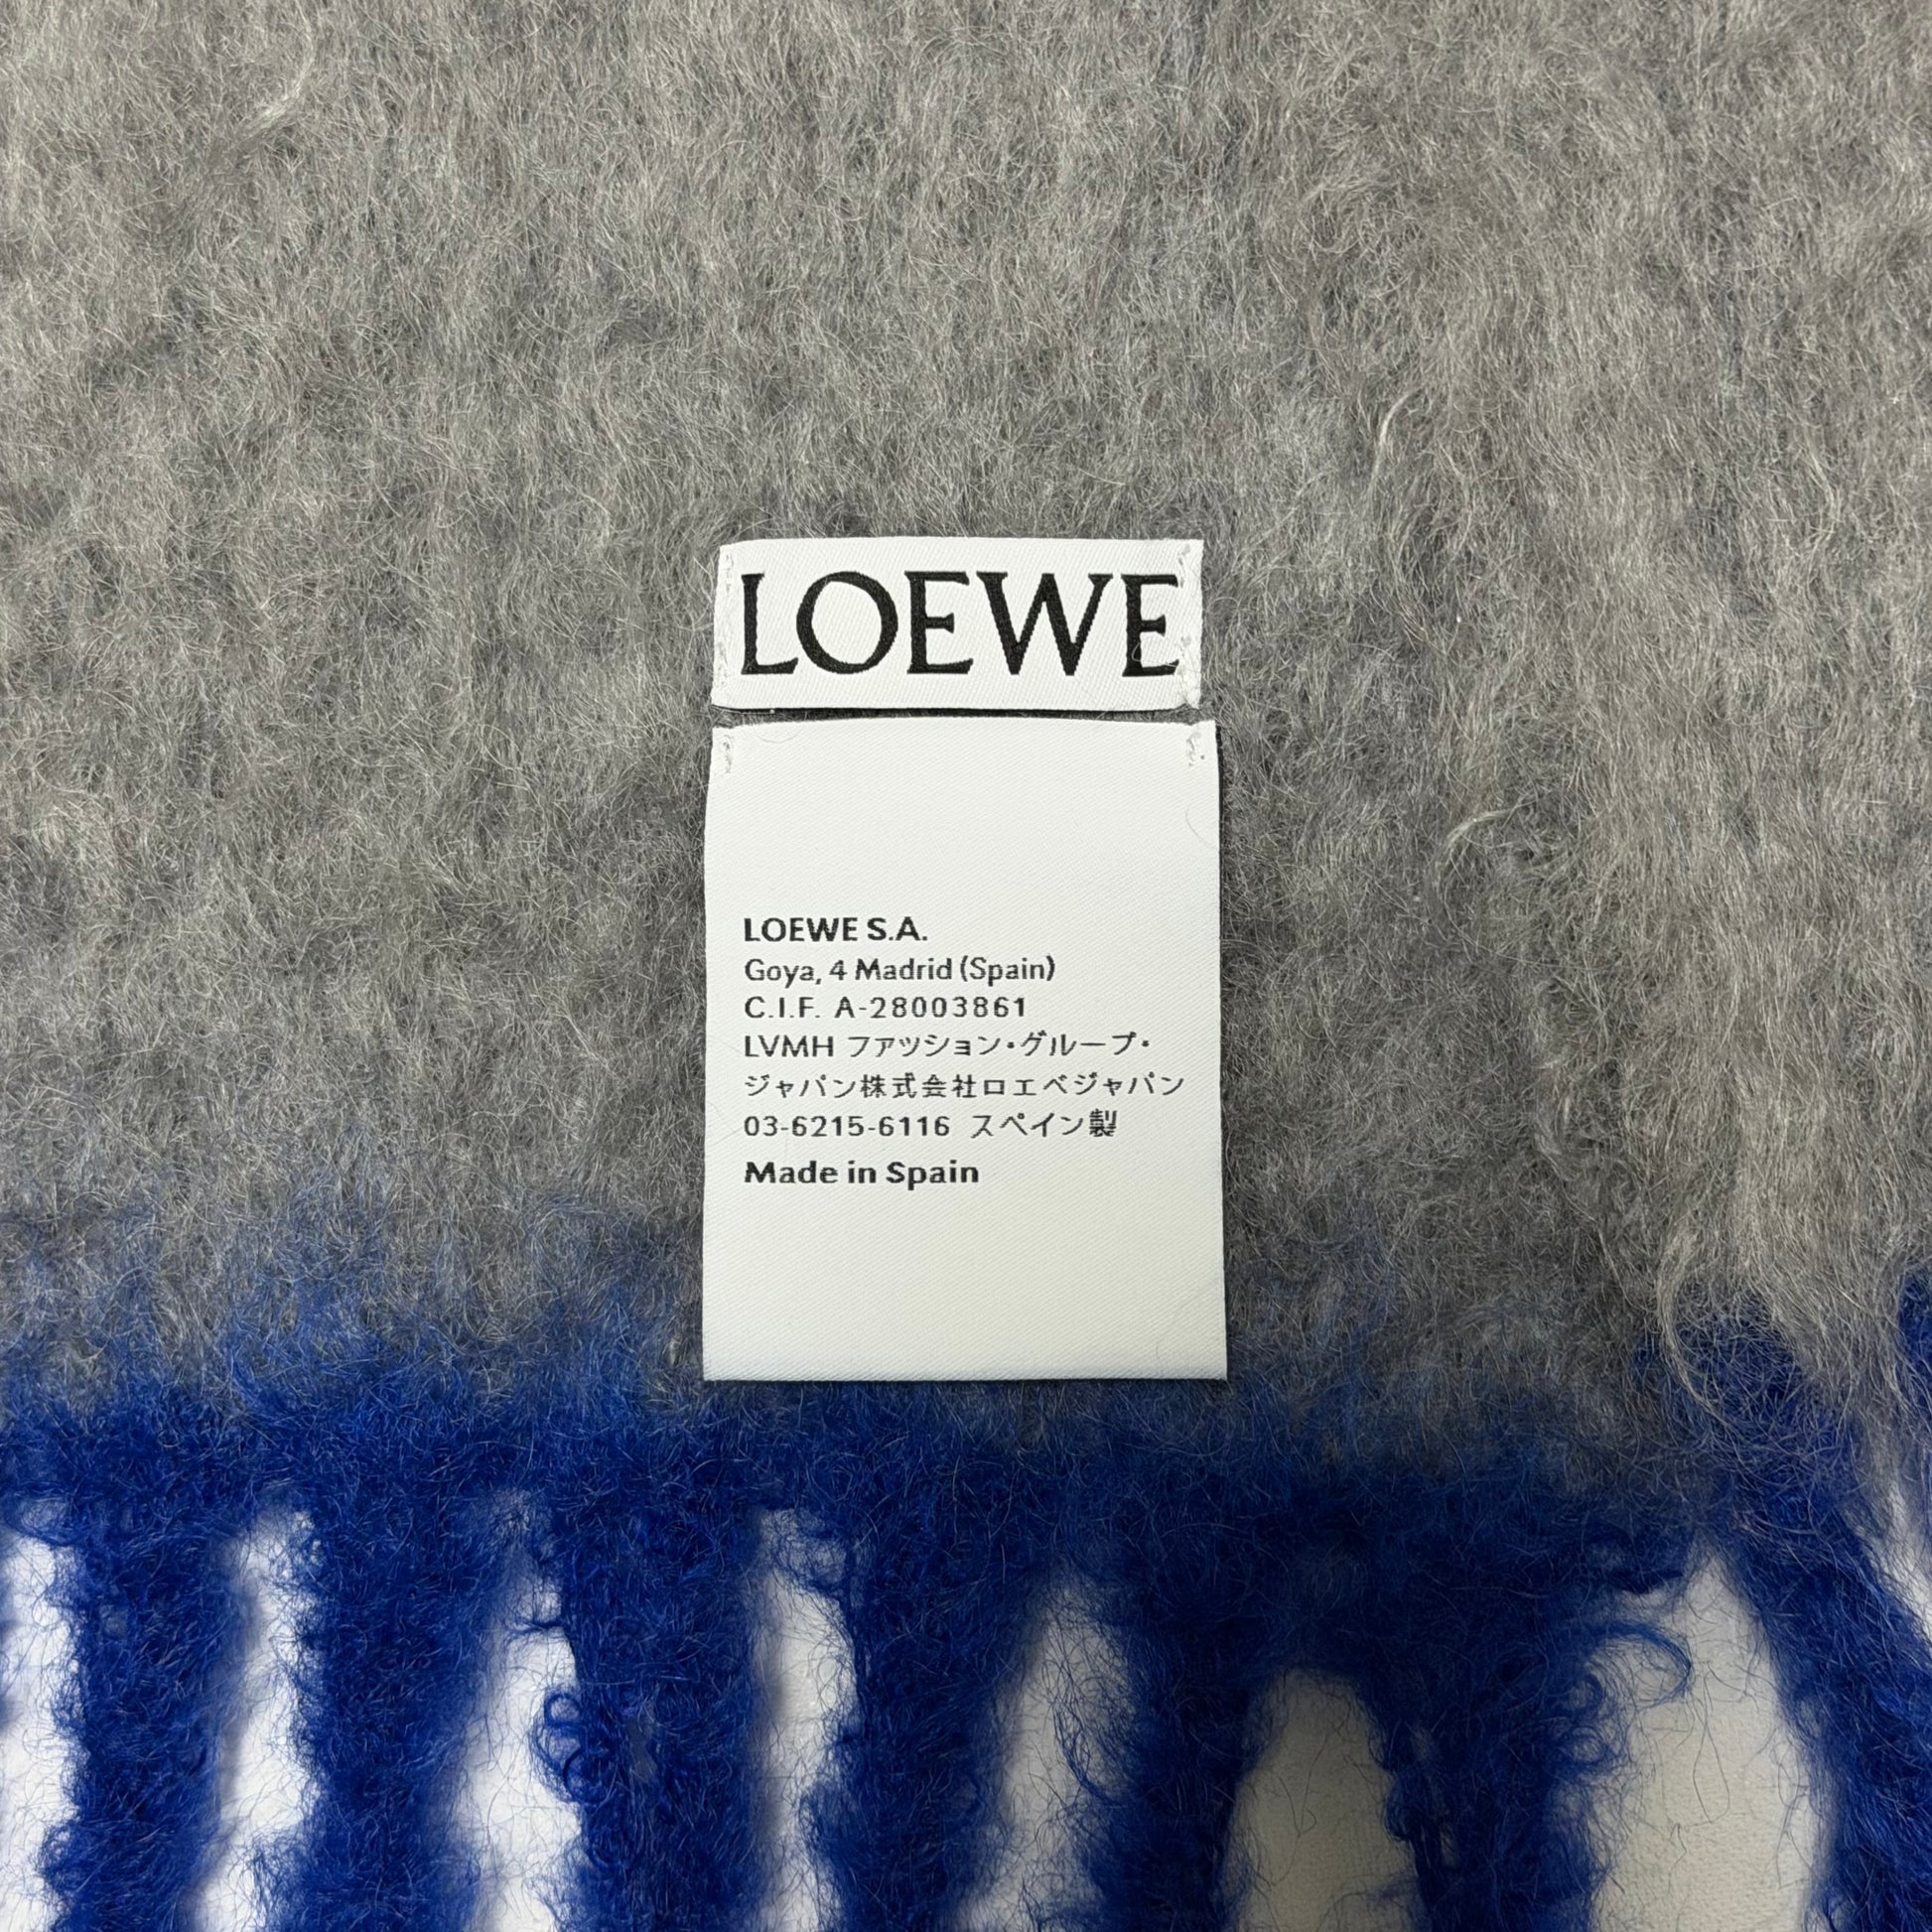 LOEWE
LOEWE S.A.
Goya, 4 Madrid (Spain)
C.I.F. A-28003861
LVMH ファッション・グループ・
ジャパン株式会社ロエベジャパン
03-6215-6116 スペイン製
Made in Spain